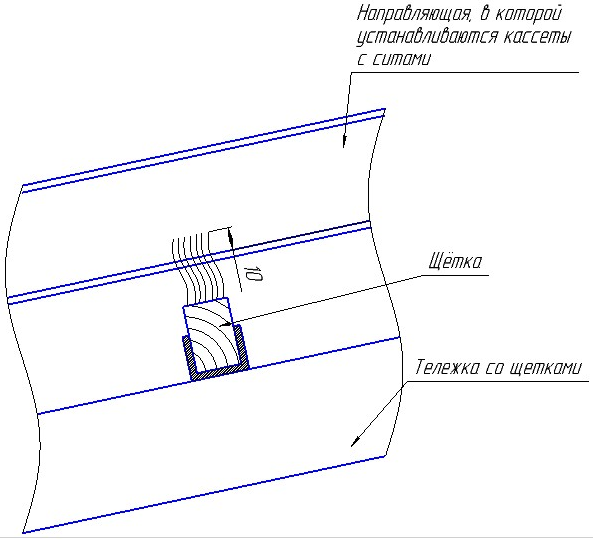 Направляющая, в которой
устанавливаются кассеты
с ситами
10
Щётка
Тележка со щетками